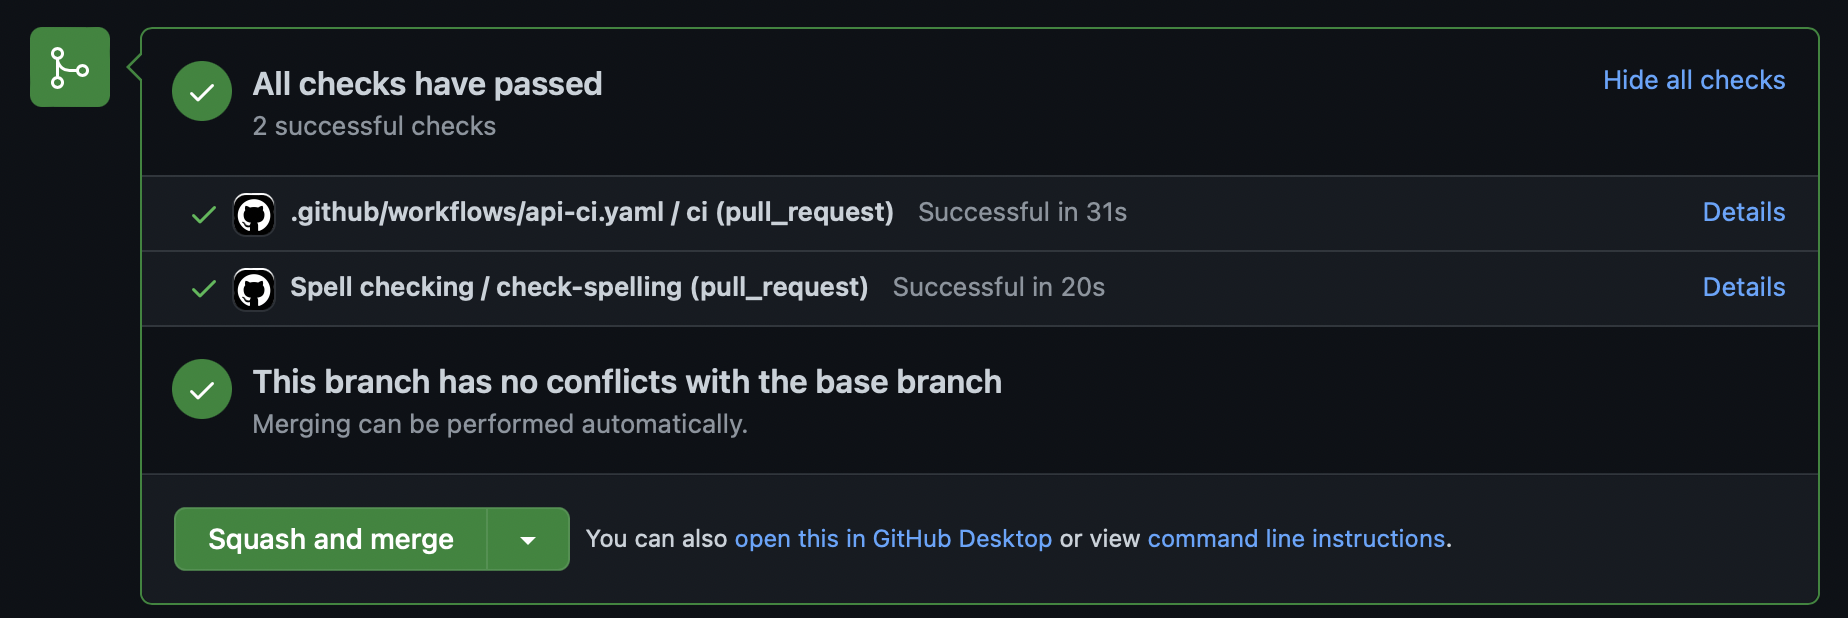 All checks have passed
Hide all checks
2 successful checks
.github/workflows/api-ci.yaml / ci (pull_request) Successful in 31s Details
Spell checking / check-spelling (pull_request) Successful in 20s Details
This branch has no conflicts with the base branch
Merging can be performed automatically.
Squash and merge You can also open this in GitHub Desktop or view command line instructions.